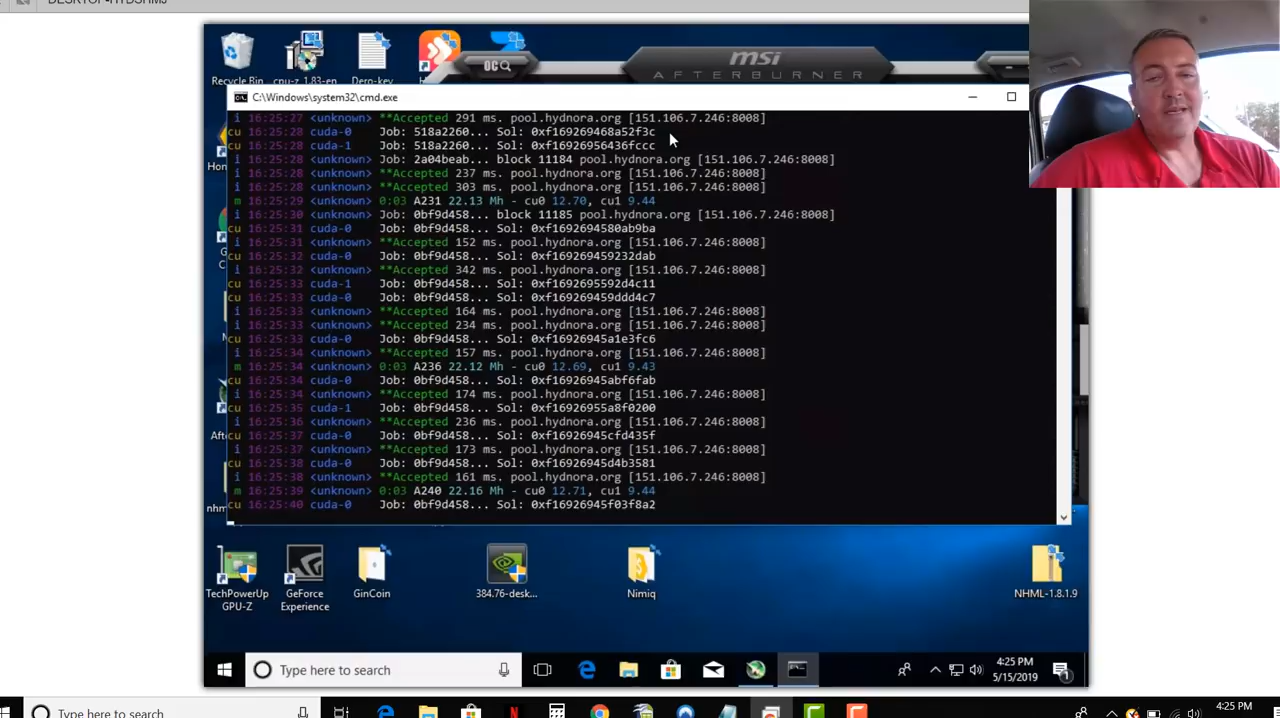 DESKTOP-HYDSHMJ
Recycle Bin
cpu-z_1.83-en
Dero-key
OC
msi
AFTERBURNER
C:\Windows\system32\cmd.exe
i 16:25:27 <unknown> **Accepted 291 ms. pool.hydnora.org [151.106.7.246:8008]
cu 16:25:28 cuda-0 Job: 518a2260... Sol: 0xf169269468a52f3c
cu 16:25:28 cuda-1 Job: 518a2260... Sol: 0xf16926956436fccc
i 16:25:28 <unknown> Job: 2a04beab... block 11184 pool.hydnora.org [151.106.7.246:8008]
i 16:25:28 <unknown> **Accepted 237 ms. pool.hydnora.org [151.106.7.246:8008]
i 16:25:28 <unknown> **Accepted 303 ms. pool.hydnora.org [151.106.7.246:8008]
m 16:25:29 <unknown> 0:03 A231 22.13 Mh - cu0 12.70, cu1 9.44
i 16:25:30 <unknown> Job: 0bf9d458... block 11185 pool.hydnora.org [151.106.7.246:8008]
cu 16:25:31 cuda-0 Job: 0bf9d458... Sol: 0xf1692694580ab9ba
i 16:25:31 <unknown> **Accepted 152 ms. pool.hydnora.org [151.106.7.246:8008]
cu 16:25:32 cuda-0 Job: 0bf9d458... Sol: 0xf169269459232dab
i 16:25:32 <unknown> **Accepted 342 ms. pool.hydnora.org [151.106.7.246:8008]
cu 16:25:33 cuda-1 Job: 0bf9d458... Sol: 0xf1692695592d4c11
cu 16:25:33 cuda-0 Job: 0bf9d458... Sol: 0xf169269459ddd4c7
i 16:25:33 <unknown> **Accepted 164 ms. pool.hydnora.org [151.106.7.246:8008]
i 16:25:33 <unknown> **Accepted 234 ms. pool.hydnora.org [151.106.7.246:8008]
cu 16:25:33 cuda-0 Job: 0bf9d458... Sol: 0xf16926945a1e3fc6
i 16:25:34 <unknown> **Accepted 157 ms. pool.hydnora.org [151.106.7.246:8008]
m 16:25:34 <unknown> 0:03 A236 22.12 Mh - cu0 12.69, cu1 9.43
cu 16:25:34 cuda-0 Job: 0bf9d458... Sol: 0xf16926945abf6fab
i 16:25:34 <unknown> **Accepted 174 ms. pool.hydnora.org [151.106.7.246:8008]
cu 16:25:35 cuda-1 Job: 0bf9d458... Sol: 0xf16926955a8f0200
i 16:25:36 <unknown> **Accepted 236 ms. pool.hydnora.org [151.106.7.246:8008]
cu 16:25:37 cuda-0 Job: 0bf9d458... Sol: 0xf16926945cfd435f
i 16:25:37 <unknown> **Accepted 173 ms. pool.hydnora.org [151.106.7.246:8008]
cu 16:25:38 cuda-0 Job: 0bf9d458... Sol: 0xf16926945d4b3581
i 16:25:38 <unknown> **Accepted 161 ms. pool.hydnora.org [151.106.7.246:8008]
m 16:25:39 <unknown> 0:03 A240 22.16 Mh - cu0 12.71, cu1 9.44
cu 16:25:40 cuda-0 Job: 0bf9d458... Sol: 0xf16926945f03f8a2
TechPowerUp GPU-Z
GeForce Experience
GinCoin
384.76-desk...
Nimiq
NHML-1.8.1.9
Type here to search
4:25 PM
5/15/2019
1
Type here to search
4:25 PM